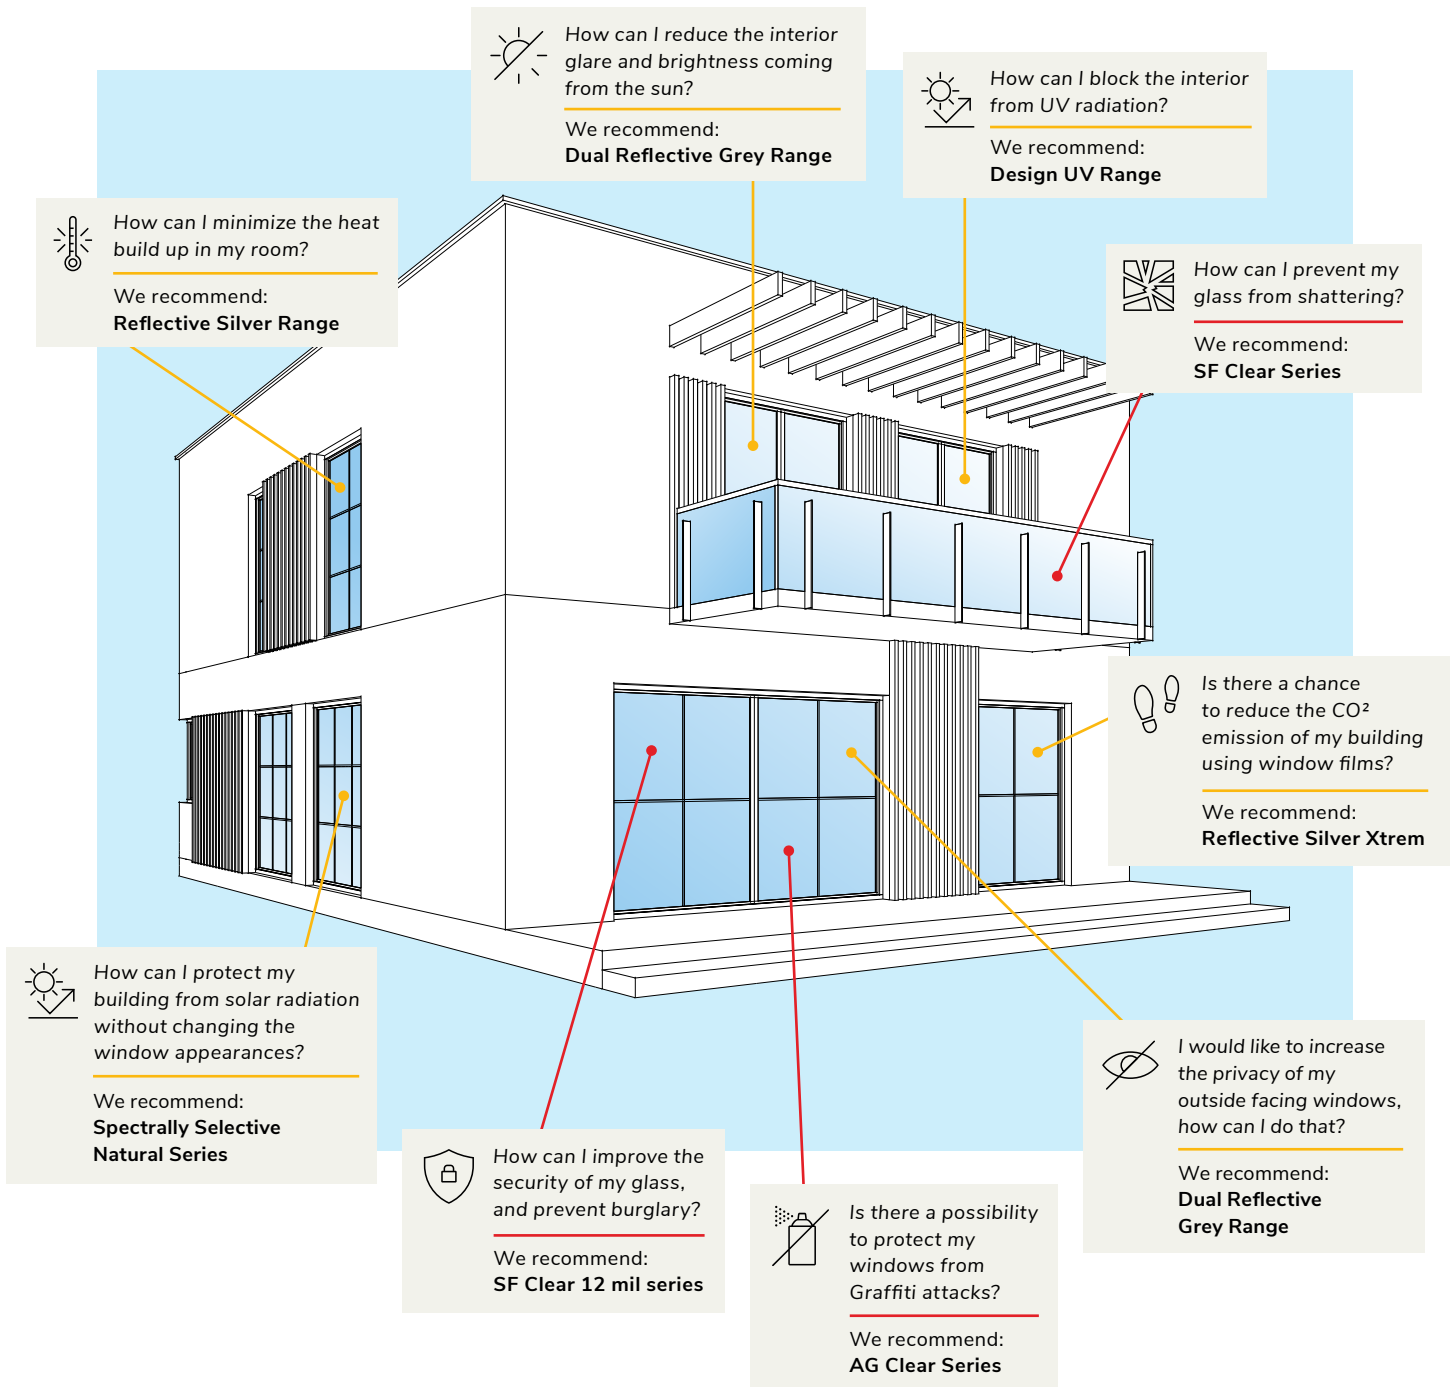 How can I reduce the interior
glare and brightness coming
from the sun?
We recommend:
Dual Reflective Grey Range
How can I block the interior
from UV radiation?
We recommend:
Design UV Range
How can I minimize the heat
build up in my room?
We recommend:
Reflective Silver Range
How can I prevent my
glass from shattering?
We recommend:
SF Clear Series
Is there a chance
to reduce the CO²
emission of my building
using window films?
We recommend:
Reflective Silver Xtrem
How can I protect my
building from solar radiation
without changing the
window appearances?
We recommend:
Spectrally Selective
Natural Series
I would like to increase
the privacy of my
outside facing windows,
how can I do that?
We recommend:
Dual Reflective
Grey Range
How can I improve the
security of my glass,
and prevent burglary?
We recommend:
SF Clear 12 mil series
Is there a possibility
to protect my
windows from
Graffiti attacks?
We recommend:
AG Clear Series